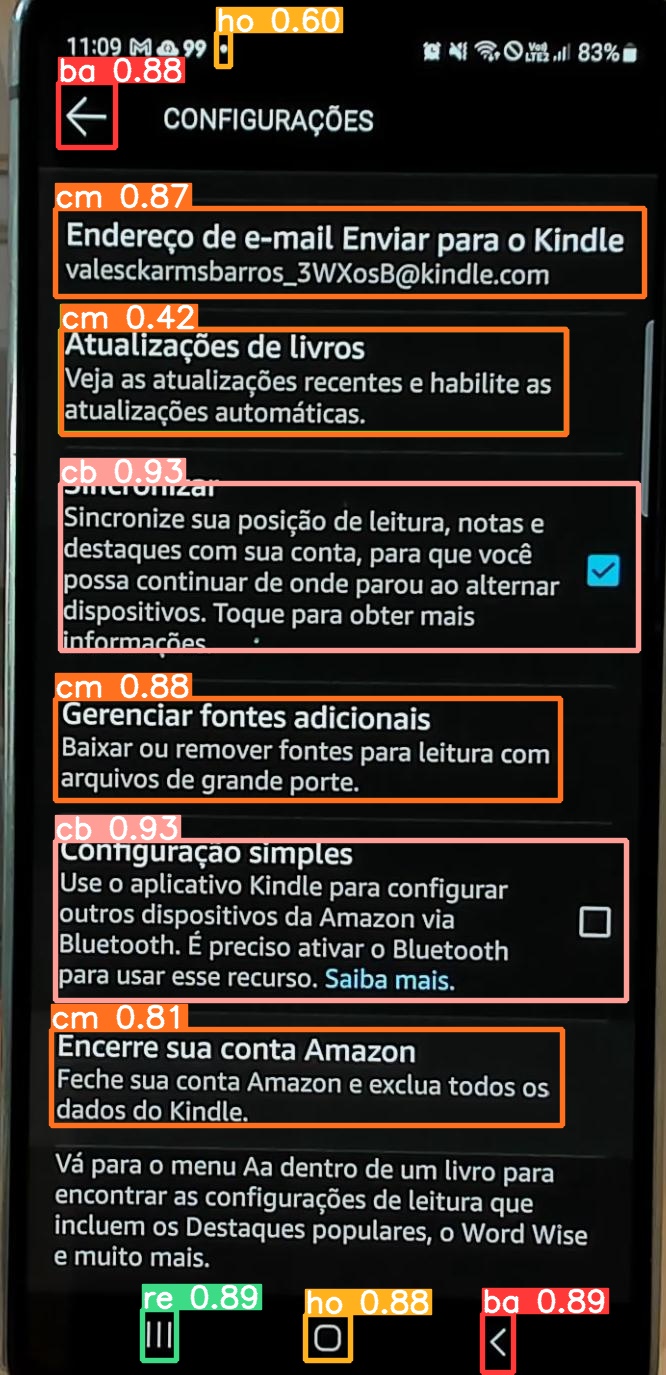 ho 0.60
11:09 99 • Vo) LTE2 83%
ba 0.88
CONFIGURAÇÕES
cm 0.87
Endereço de e-mail Enviar para o Kindle
valesckarmsbarros_3WXosB@kindle.com
cm 0.42
Atualizações de livros
Veja as atualizações recentes e habilite as
atualizações automáticas.
cb 0.93
Sincronizar
Sincronize sua posição de leitura, notas e
destaques com sua conta, para que você
possa continuar de onde parou ao alternar
dispositivos. Toque para obter mais
informações.
cm 0.88
Gerenciar fontes adicionais
Baixar ou remover fontes para leitura com
arquivos de grande porte.
cb 0.93
Configuração simples
Use o aplicativo Kindle para configurar
outros dispositivos da Amazon via
Bluetooth. É preciso ativar o Bluetooth
para usar esse recurso. Saiba mais.
cm 0.81
Encerre sua conta Amazon
Feche sua conta Amazon e exclua todos os
dados do Kindle.
Vá para o menu Aa dentro de um livro para
encontrar as configurações de leitura que
incluem os Destaques populares, o Word Wise
e muito mais.
re 0.89 ho 0.88 ba 0.89